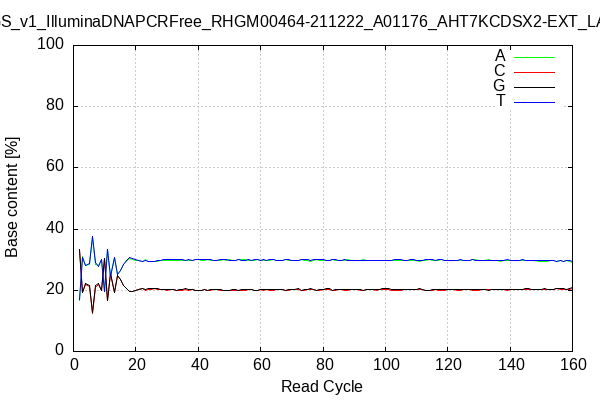 S_v1_IlluminaDNAPCRFree_RHGM00464-211222_A01176_AHT7KCDSX2-EXT_LA
A
C
G
T
100
80
60
40
20
0
Base content [%]
0 20 40 60 80 100 120 140 160
Read Cycle